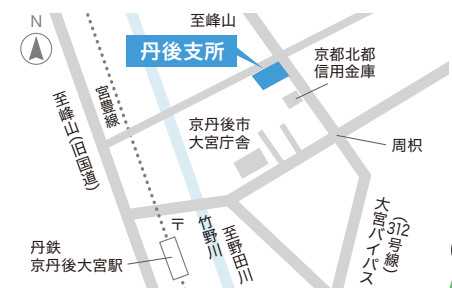 N
至峰山
丹後支所
京都北都
信用金庫
至峰山(旧国道)
宮豊線
京丹後市
大宮庁舎
周枳
〒
竹野川
至野田川
大宮バイパス
(312号線)
丹鉄
京丹後大宮駅